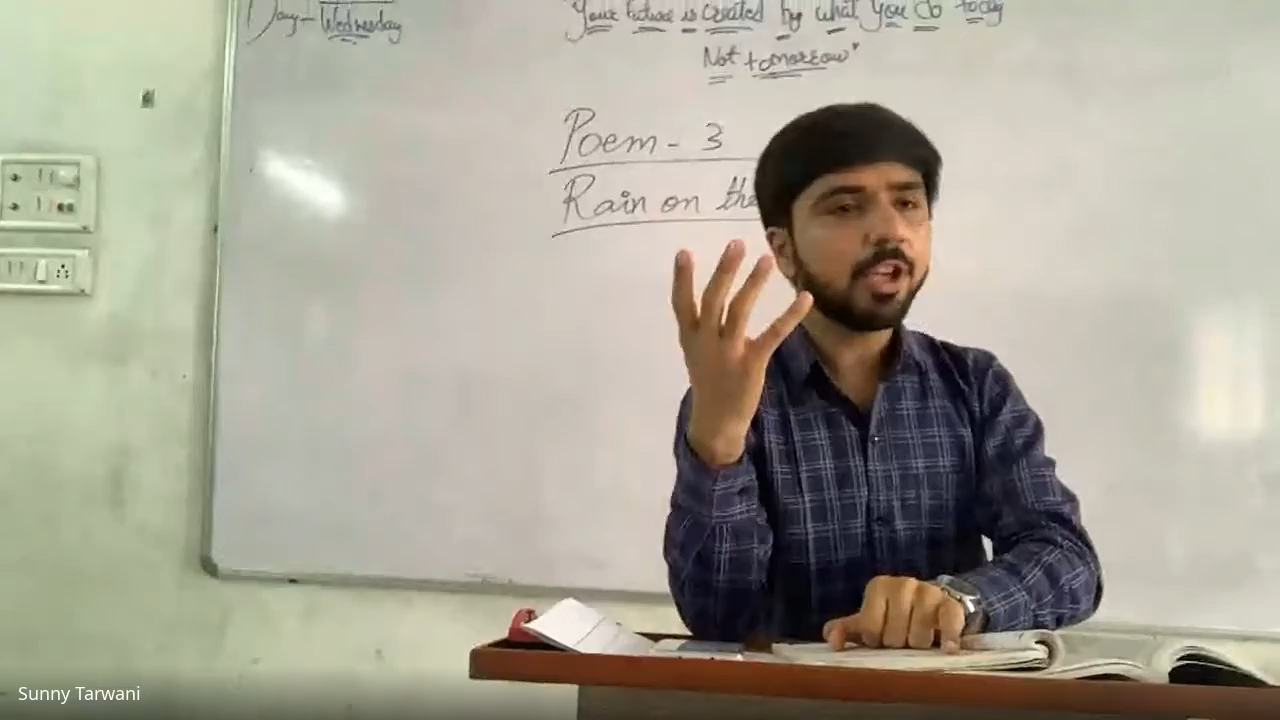 Day - Wednesday
"Your future is created by what you do today
Not tomorrow"
Poem - 3
Rain on the
Sunny Tarwani